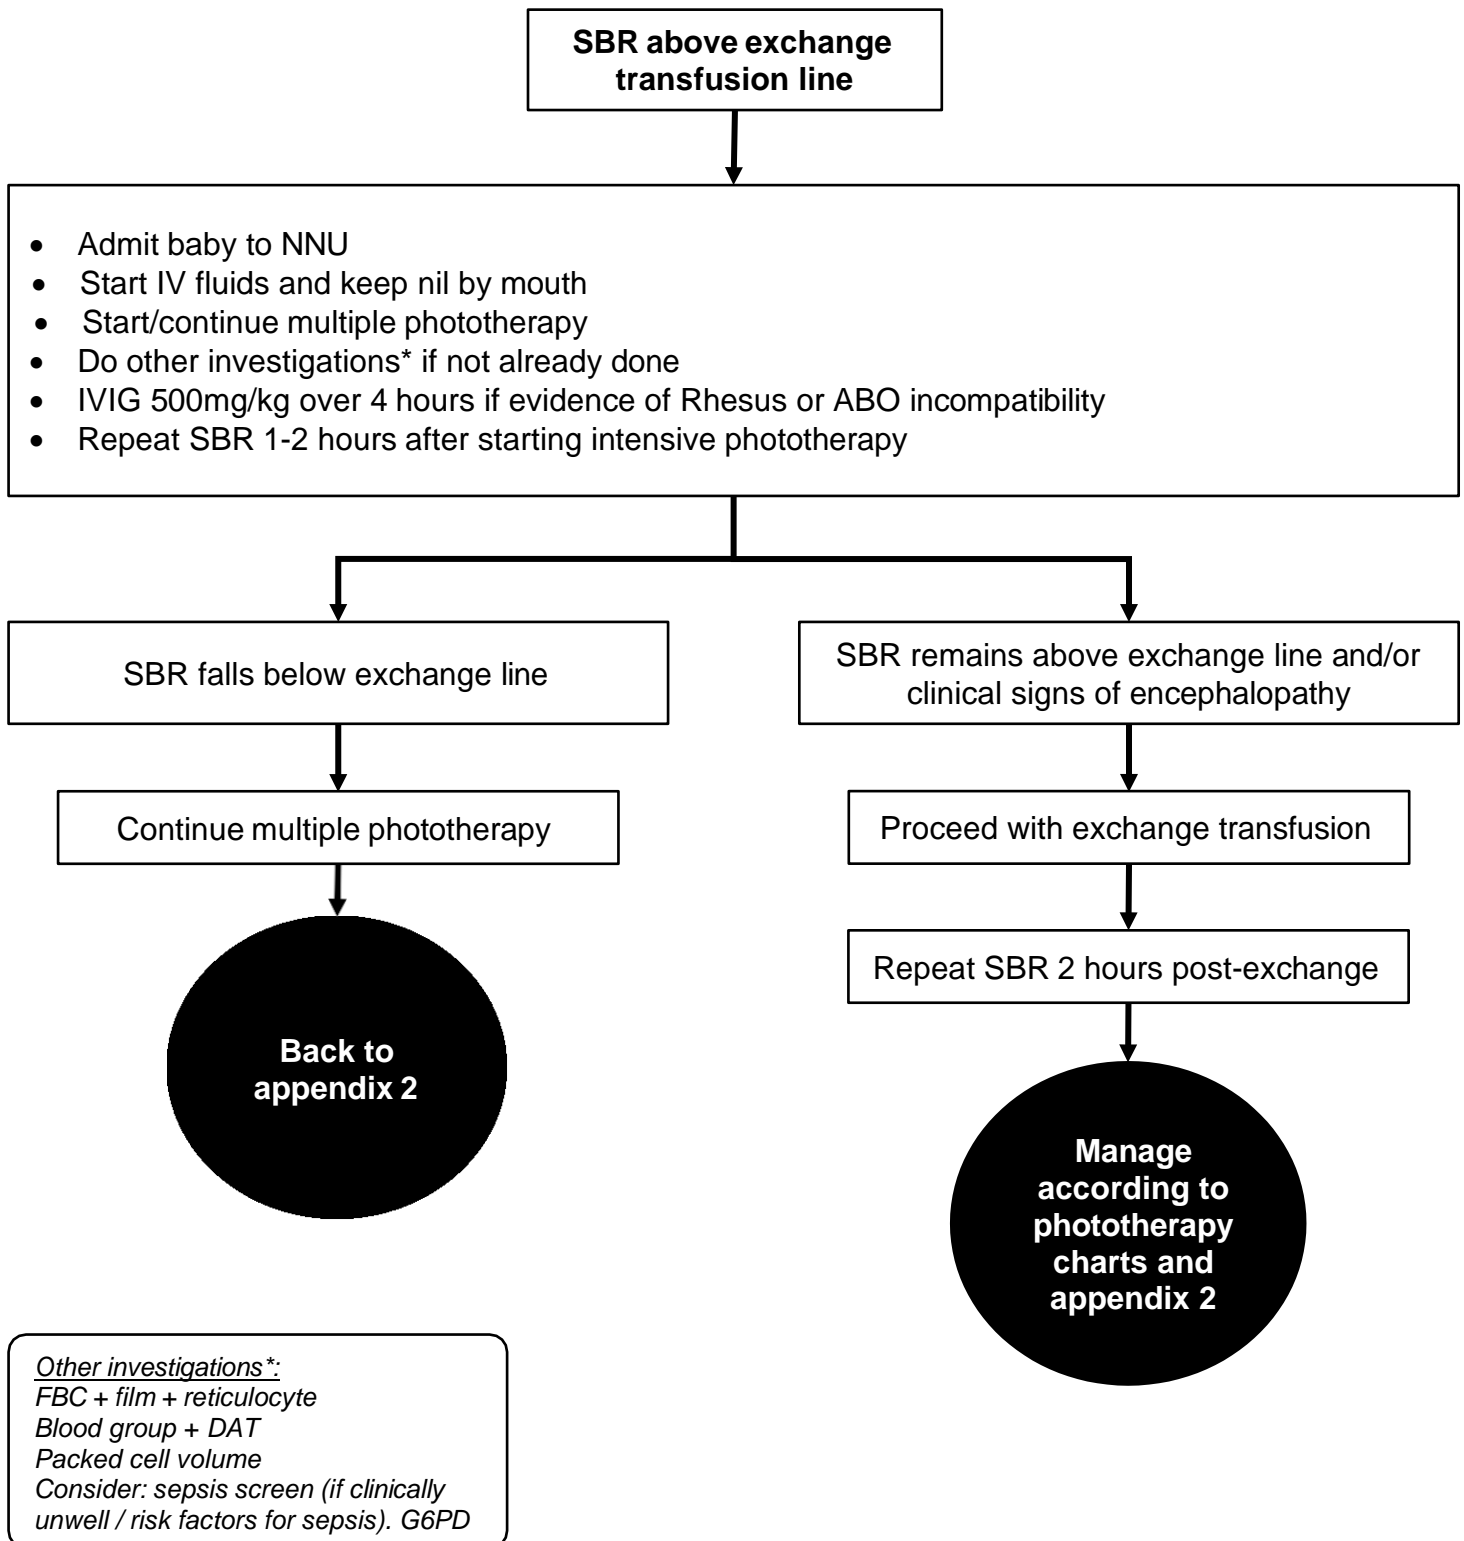 SBR above exchange
transfusion line
• Admit baby to NNU
• Start IV fluids and keep nil by mouth
• Start/continue multiple phototherapy
• Do other investigations* if not already done
• IVIG 500mg/kg over 4 hours if evidence of Rhesus or ABO incompatibility
• Repeat SBR 1-2 hours after starting intensive phototherapy
SBR falls below exchange line
SBR remains above exchange line and/or
clinical signs of encephalopathy
Continue multiple phototherapy
Proceed with exchange transfusion
Repeat SBR 2 hours post-exchange
Back to
appendix 2
Manage
according to
phototherapy
charts and
appendix 2
Other investigations*:
FBC + film + reticulocyte
Blood group + DAT
Packed cell volume
Consider: sepsis screen (if clinically
unwell / risk factors for sepsis). G6PD